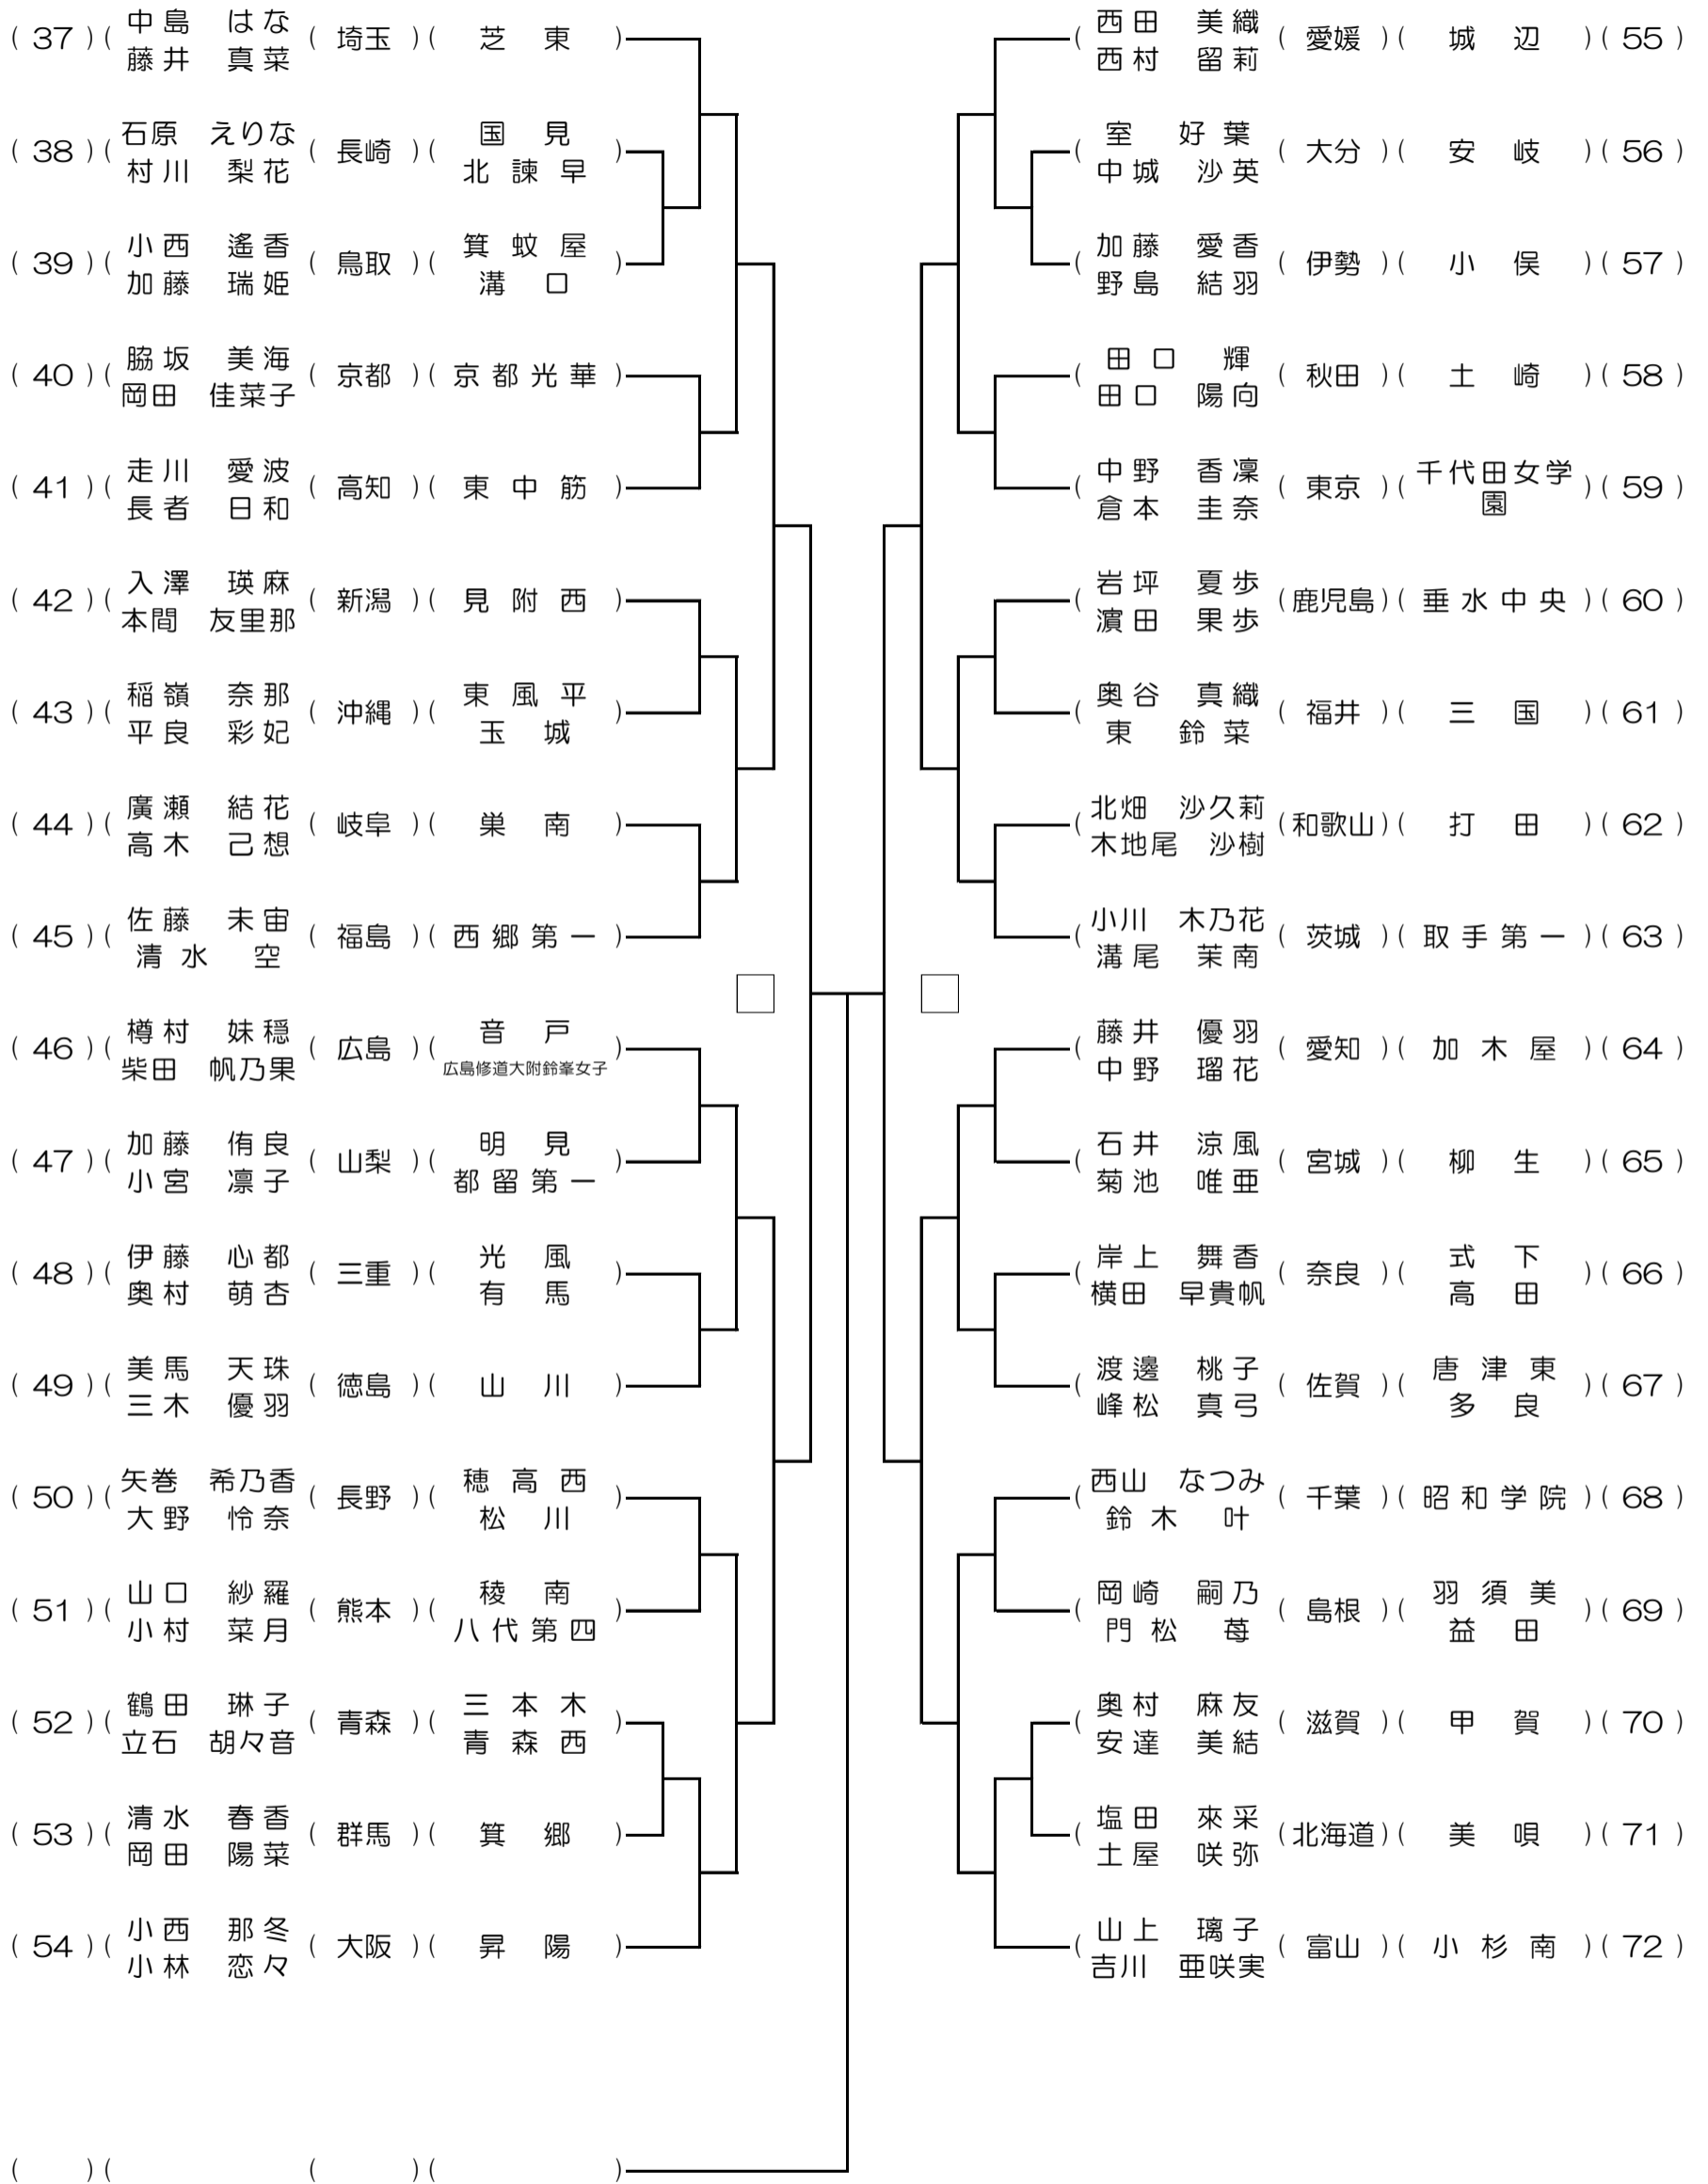 ( 37 ) ( 中島 はな ( 埼玉 ) ( 芝東 )
藤井 真菜
( 38 ) ( 石原 えりな ( 長崎 ) ( 国見 )
村川 梨花 北諫早
( 39 ) ( 小西 遙香 ( 鳥取 ) ( 箕蚊屋 )
加藤 瑞姫 溝口
( 40 ) ( 脇坂 美海 ( 京都 ) ( 京都光華 )
岡田 佳菜子
( 41 ) ( 走川 愛波 ( 高知 ) ( 東中筋 )
長者 日和
( 42 ) ( 入澤 瑛麻 ( 新潟 ) ( 見附西 )
本間 友里那
( 43 ) ( 稲嶺 奈那 ( 沖縄 ) ( 東風平 )
平良 彩妃 玉城
( 44 ) ( 廣瀬 結花 ( 岐阜 ) ( 巣南 )
高木 己想
( 45 ) ( 佐藤 未宙 ( 福島 ) ( 西郷第一 )
清水 空
( 46 ) ( 樽村 妹穏 ( 広島 ) ( 音戸 )
柴田 帆乃果 広島修道大附鈴峯女子
( 47 ) ( 加藤 侑良 ( 山梨 ) ( 明見 )
小宮 凛子 都留第一
( 48 ) ( 伊藤 心都 ( 三重 ) ( 光風 )
奥村 萌杏 有馬
( 49 ) ( 美馬 天珠 ( 徳島 ) ( 山川 )
三木 優羽
( 50 ) ( 矢巻 希乃香 ( 長野 ) ( 穂高西 )
大野 怜奈 松川
( 51 ) ( 山口 紗羅 ( 熊本 ) ( 稜南 )
小村 菜月 八代第四
( 52 ) ( 鶴田 琳子 ( 青森 ) ( 三本木 )
立石 胡々音 青森西
( 53 ) ( 清水 春香 ( 群馬 ) ( 箕郷 )
岡田 陽菜
( 54 ) ( 小西 那冬 ( 大阪 ) ( 昇陽 )
小林 恋々
( ) ( ( ) ( )
( 西田 美織 ( 愛媛 ) ( 城辺 ) ( 55 )
西村 留莉
( 室 好葉 ( 大分 ) ( 安岐 ) ( 56 )
中城 沙英
( 加藤 愛香 ( 伊勢 ) ( 小俣 ) ( 57 )
野島 結羽
( 田口 輝 ( 秋田 ) ( 土崎 ) ( 58 )
田口 陽向
( 中野 香凜 ( 東京 ) ( 千代田女学 ) ( 59 )
倉本 圭奈 園
( 岩坪 夏歩 ( 鹿児島 ) ( 垂水中央 ) ( 60 )
濵田 果歩
( 奥谷 真織 ( 福井 ) ( 三国 ) ( 61 )
東 鈴菜
( 北畑 沙久莉 ( 和歌山 ) ( 打田 ) ( 62 )
木地尾 沙樹
( 小川 木乃花 ( 茨城 ) ( 取手第一 ) ( 63 )
溝尾 茉南
( 藤井 優羽 ( 愛知 ) ( 加木屋 ) ( 64 )
中野 瑠花
( 石井 涼風 ( 宮城 ) ( 柳生 ) ( 65 )
菊池 唯亜
( 岸上 舞香 ( 奈良 ) ( 式下 ) ( 66 )
横田 早貴帆 高田
( 渡邊 桃子 ( 佐賀 ) ( 唐津東 ) ( 67 )
峰松 真弓 多良
( 西山 なつみ ( 千葉 ) ( 昭和学院 ) ( 68 )
鈴木 叶
( 岡崎 嗣乃 ( 島根 ) ( 羽須美 ) ( 69 )
門松 苺 益田
( 奥村 麻友 ( 滋賀 ) ( 甲賀 ) ( 70 )
安達 美結
( 塩田 來采 ( 北海道 ) ( 美唄 ) ( 71 )
土屋 咲弥
( 山上 璃子 ( 富山 ) ( 小杉南 ) ( 72 )
吉川 亜咲実